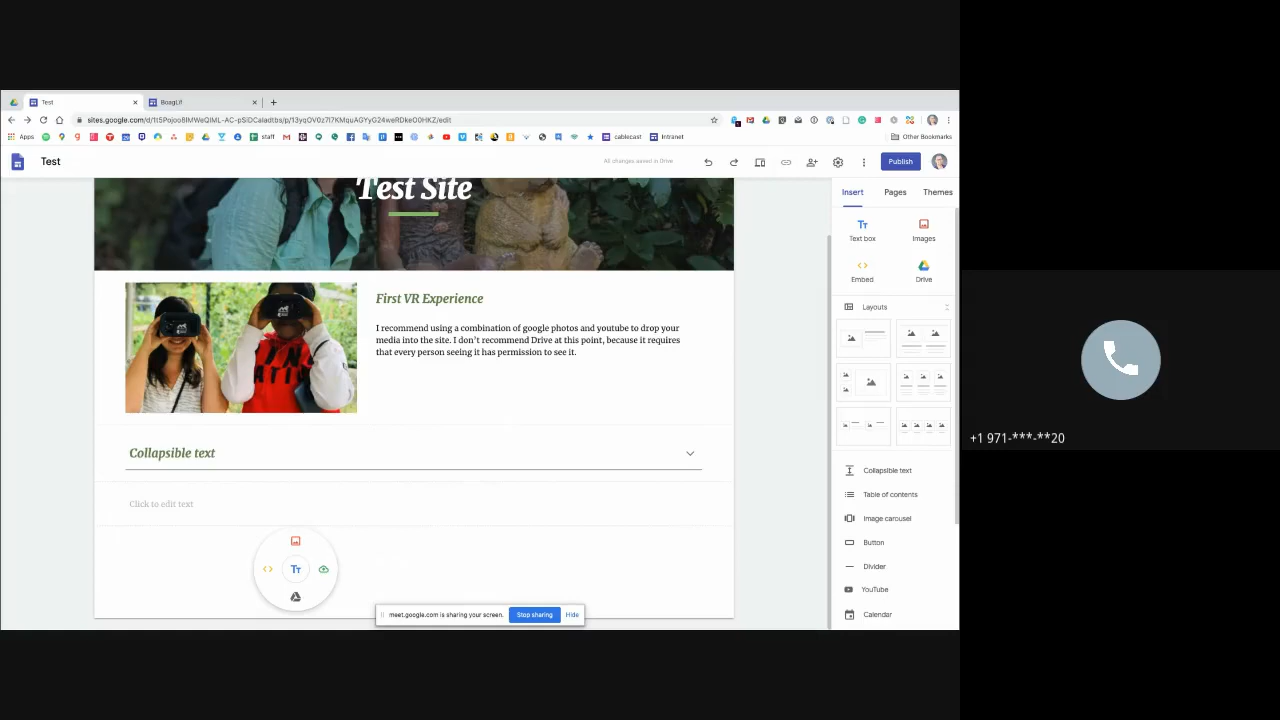 Test
BoagLif
sites.google.com
Apps
staff
cablecast
Intranet
Other Bookmarks
Test
All changes saved in Drive
Publish
Test Site
First VR Experience
I recommend using a combination of google photos and youtube to drop your
media into the site. I don't recommend Drive at this point, because it requires
that every person seeing it has permission to see it.
Collapsible text
Click to edit text
Insert Pages Themes
Text box Images
Embed Drive
Layouts
Collapsible text
Table of contents
Image carousel
Button
Divider
YouTube
Calendar
meet.google.com is sharing your screen. Stop sharing Hide
+1 971-***-**20